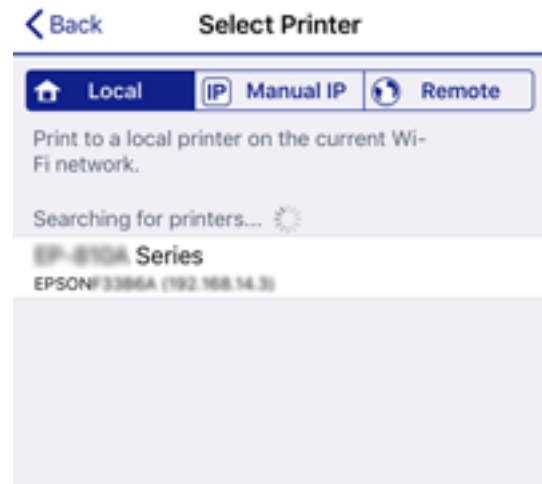 Back Select Printer
Local IP Manual IP Remote
Print to a local printer on the current Wi-
Fi network.
Searching for printers...
Series
EPSON